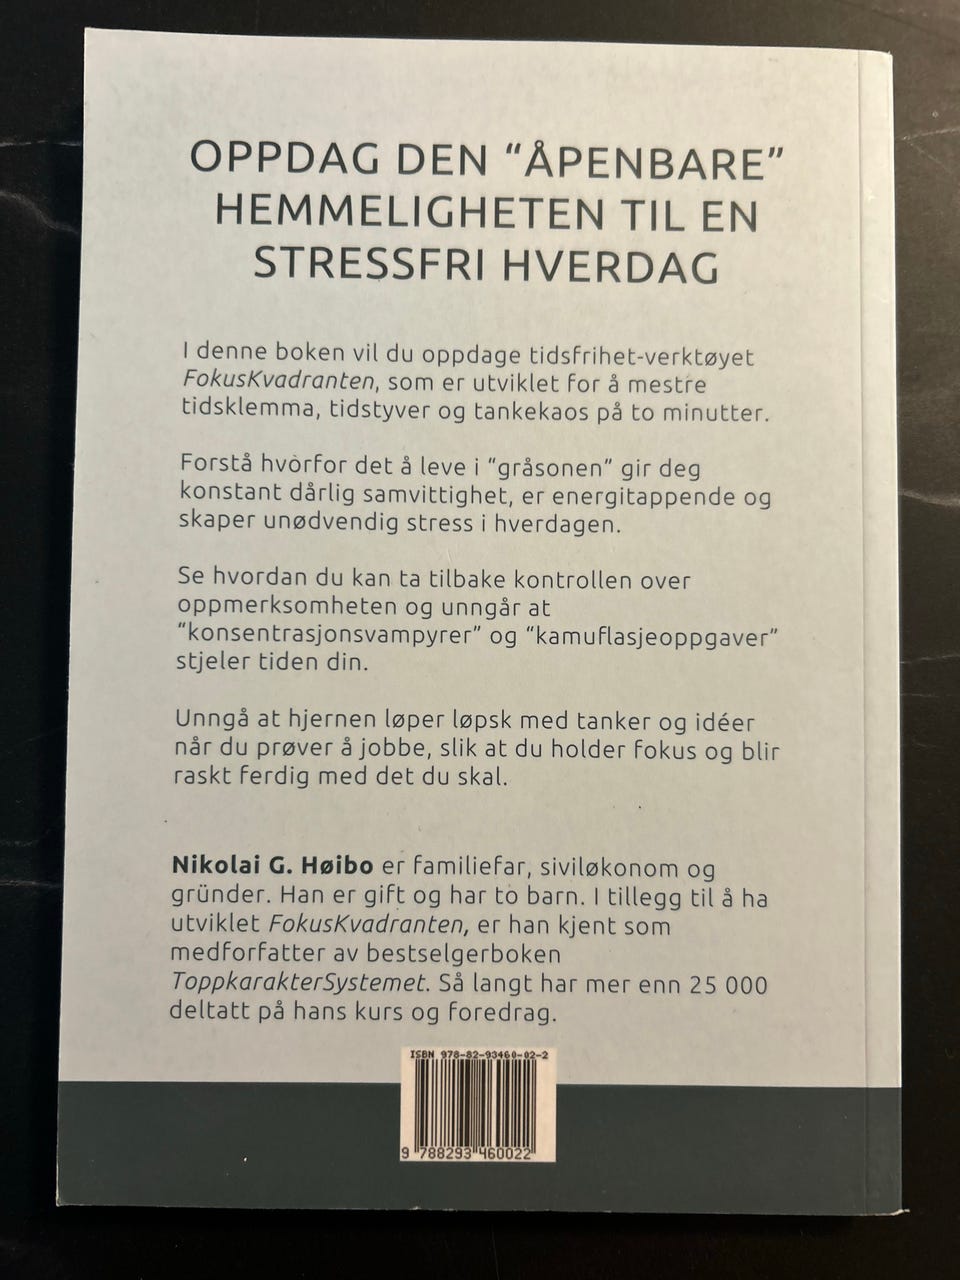 OPPDAG DEN “ÅPENBARE”
HEMMELIGHETEN TIL EN
STRESSFRI HVERDAG
I denne boken vil du oppdage tidsfrihet-verktøyet
FokusKvadranten, som er utviklet for å mestre
tidsklemma, tidstyver og tankekaos på to minutter.
Forstå hvorfor det å leve i “gråsonen” gir deg
konstant dårlig samvittighet, er energitappende og
skaper unødvendig stress i hverdagen.
Se hvordan du kan ta tilbake kontrollen over
oppmerksomheten og unngår at
“konsentrasjonsvampyrer” og “kamuflasjeoppgaver”
stjeler tiden din.
Unngå at hjernen løper løpsk med tanker og idéer
når du prøver å jobbe, slik at du holder fokus og blir
raskt ferdig med det du skal.
Nikolai G. Høibo er familiefar, siviløkonom og
gründer. Han er gift og har to barn. I tillegg til å ha
utviklet FokusKvadranten, er han kjent som
medforfatter av bestselgerboken
ToppkarakterSystemet. Så langt har mer enn 25 000
deltatt på hans kurs og foredrag.
ISBN 978-82-93460-02-2
9 788293 460022